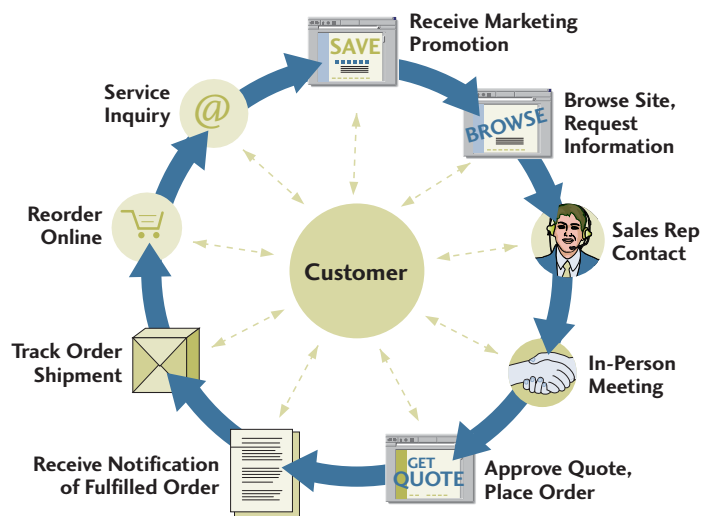 Receive Marketing
Promotion
SAVE
Browse Site,
Request
Information
BROWSE
Sales Rep
Contact
In-Person
Meeting
Approve Quote,
Place Order
GET
QUOTE
Receive Notification
of Fulfilled Order
Track Order
Shipment
Reorder
Online
Service
Inquiry
@
Customer